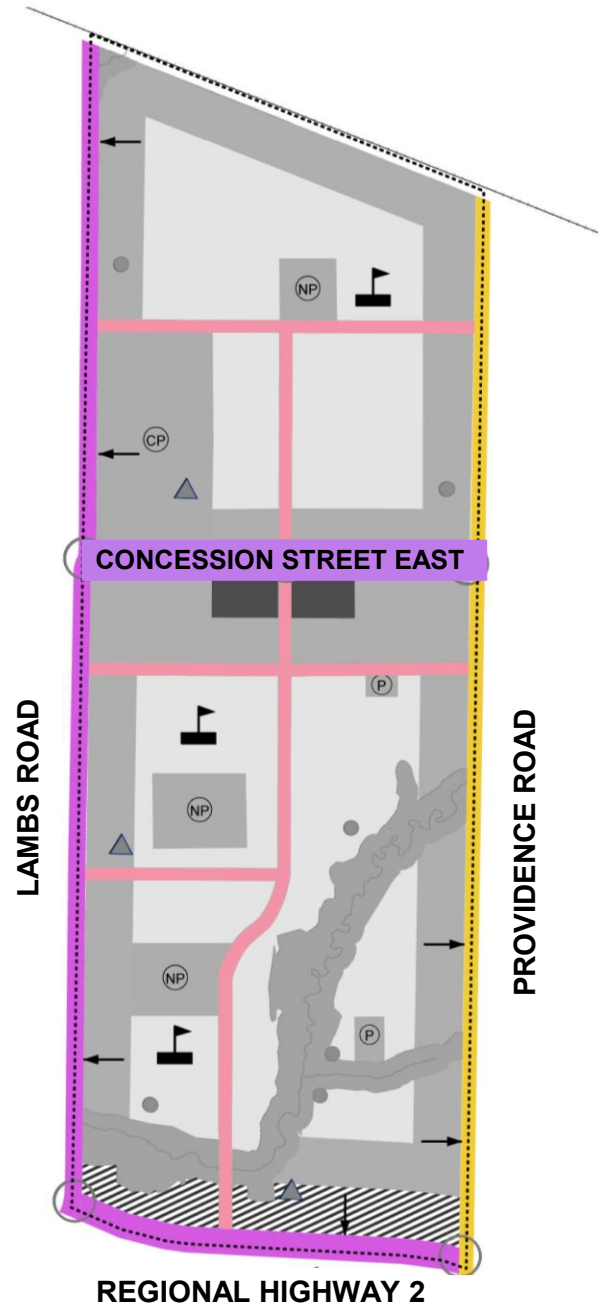 NP
CP
CONCESSION STREET EAST
P
LAMBS ROAD
PROVIDENCE ROAD
NP
NP
P
REGIONAL HIGHWAY 2